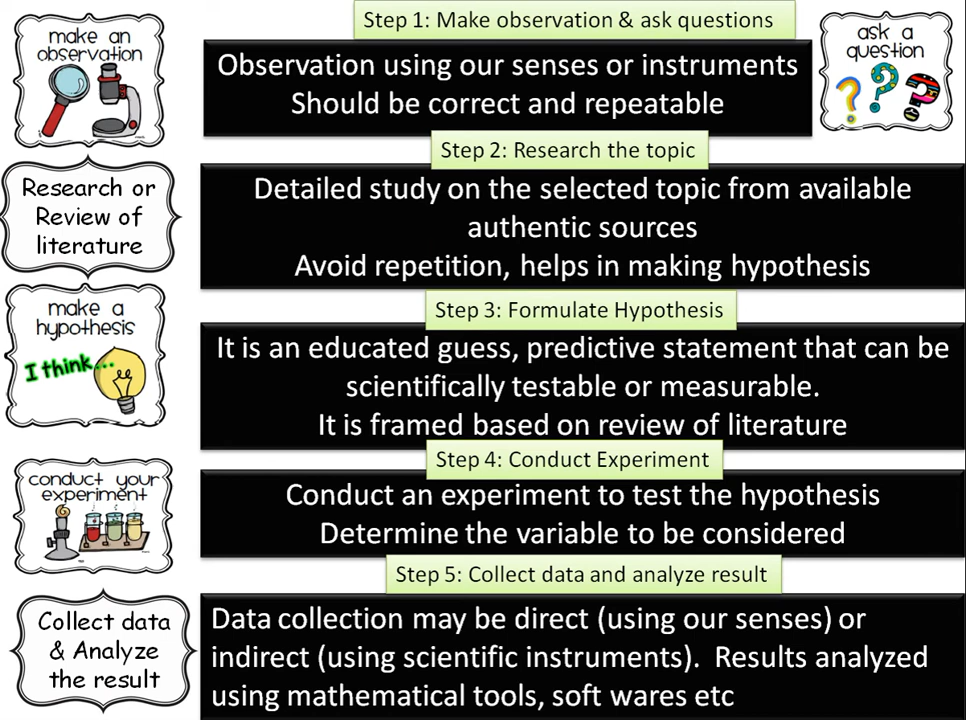 make an
observation
Step 1: Make observation & ask questions
Observation using our senses or instruments
Should be correct and repeatable
ask a
question
Step 2: Research the topic
Research or
Review of
literature
Detailed study on the selected topic from available
authentic sources
Avoid repetition, helps in making hypothesis
Step 3: Formulate Hypothesis
make a
hypothesis
I think...
It is an educated guess, predictive statement that can be
scientifically testable or measurable.
It is framed based on review of literature
Step 4: Conduct Experiment
conduct your
experiment
Conduct an experiment to test the hypothesis
Determine the variable to be considered
Step 5: Collect data and analyze result
Collect data
& Analyze
the result
Data collection may be direct (using our senses) or
indirect (using scientific instruments). Results analyzed
using mathematical tools, soft wares etc